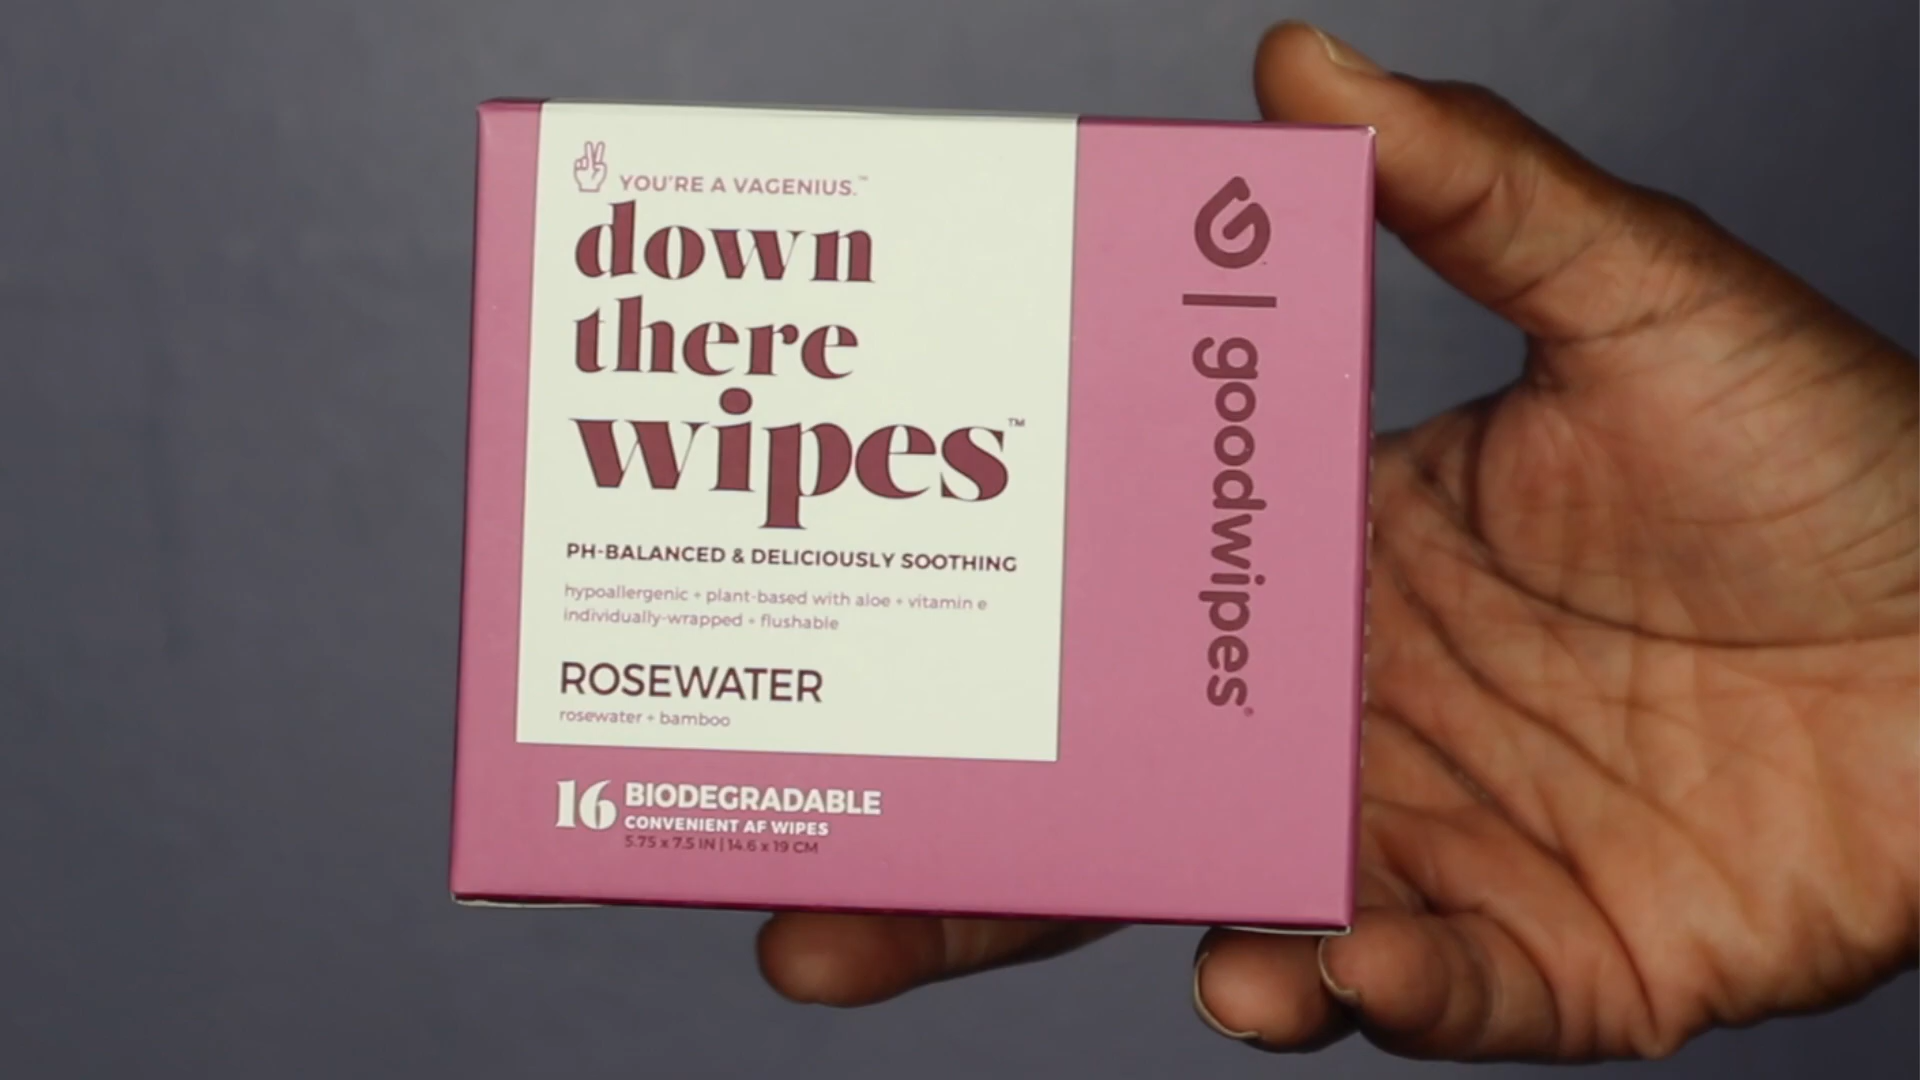 YOU'RE A VAGENIUS.™
down
there
wipes™
PH-BALANCED & DELICIOUSLY SOOTHING
hypoallergenic + plant-based with aloe + vitamin e
individually-wrapped + flushable
ROSEWATER
rosewater + bamboo
16 BIODEGRADABLE
CONVENIENT AF WIPES
5.75 x 7.5 IN | 14.6 x 19 CM
G | goodwipes®